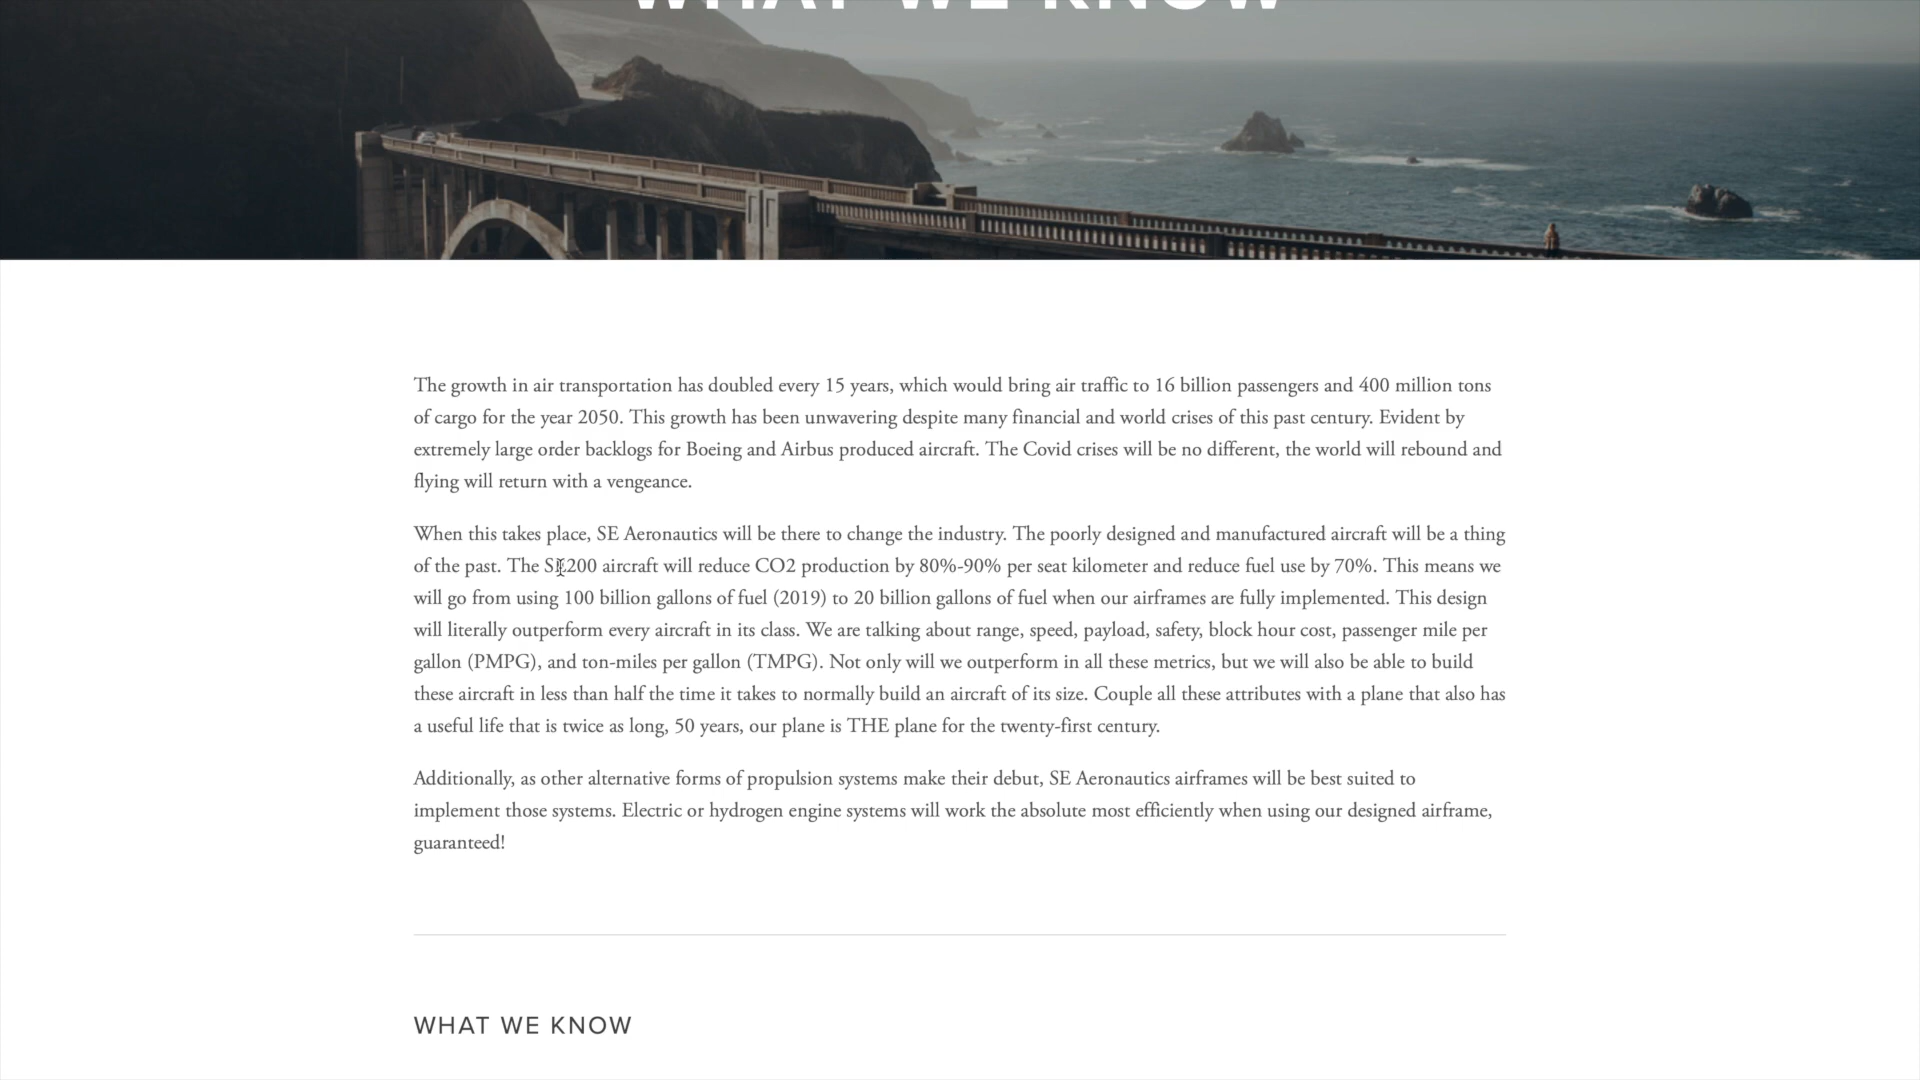 WHAT WE KNOW
The growth in air transportation has doubled every 15 years, which would bring air traffic to 16 billion passengers and 400 million tons
of cargo for the year 2050. This growth has been unwavering despite many financial and world crises of this past century. Evident by
extremely large order backlogs for Boeing and Airbus produced aircraft. The Covid crises will be no different, the world will rebound and
flying will return with a vengeance.
When this takes place, SE Aeronautics will be there to change the industry. The poorly designed and manufactured aircraft will be a thing
of the past. The SE200 aircraft will reduce CO2 production by 80%-90% per seat kilometer and reduce fuel use by 70%. This means we
will go from using 100 billion gallons of fuel (2019) to 20 billion gallons of fuel when our airframes are fully implemented. This design
will literally outperform every aircraft in its class. We are talking about range, speed, payload, safety, block hour cost, passenger mile per
gallon (PMPG), and ton-miles per gallon (TMPG). Not only will we outperform in all these metrics, but we will also be able to build
these aircraft in less than half the time it takes to normally build an aircraft of its size. Couple all these attributes with a plane that also has
a useful life that is twice as long, 50 years, our plane is THE plane for the twenty-first century.
Additionally, as other alternative forms of propulsion systems make their debut, SE Aeronautics airframes will be best suited to
implement those systems. Electric or hydrogen engine systems will work the absolute most efficiently when using our designed airframe,
guaranteed!
WHAT WE KNOW